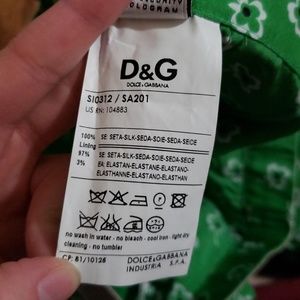 SECURITY
HOLOGRAM
D&G
DOLCE & GABBANA
SI0312 / SA201
US RN: 104883
100%
SE: SETA-SILK-SEDA-SOIE-SEDA-SEIDE
Lining
97%
SE: SETA-SILK-SEDA-SOIE-SEDA-SEIDE
3%
EA: ELASTAN-ELASTANE-ELASTANO-
ELASTHANNE-ELASTANO-ELASTHAN
no wash in water - no bleach - cool iron - light dry
cleaning - no tumbler
CP: 61/10126
DOLCE&GABBANA
INDUSTRIA S.P.A.